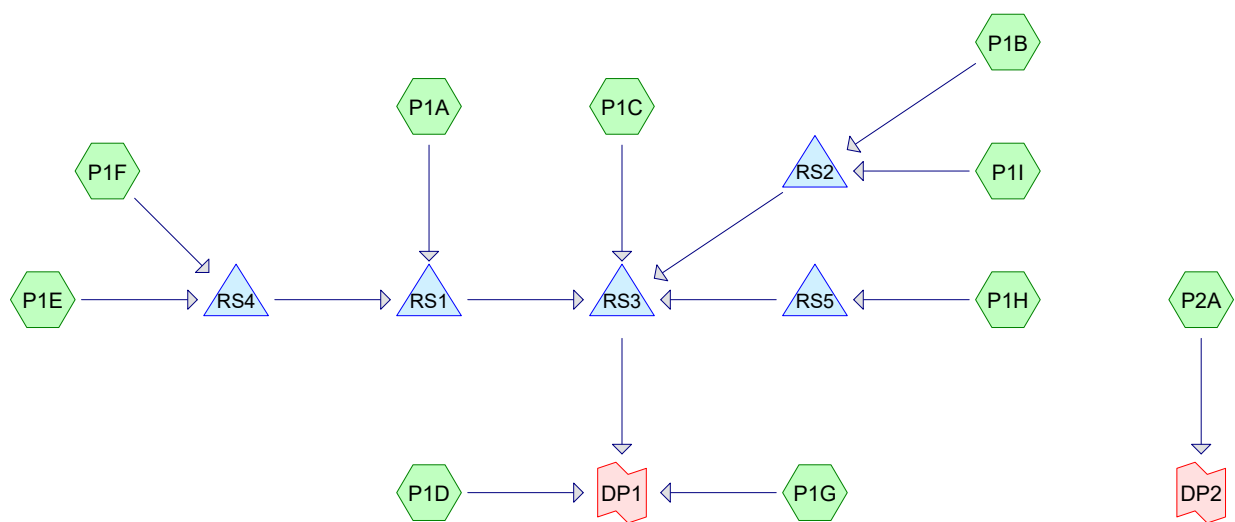 P1B
P1A
P1C
P1F
RS2
P1I
P1E
RS4
RS1
RS3
RS5
P1H
P2A
P1D
DP1
P1G
DP2